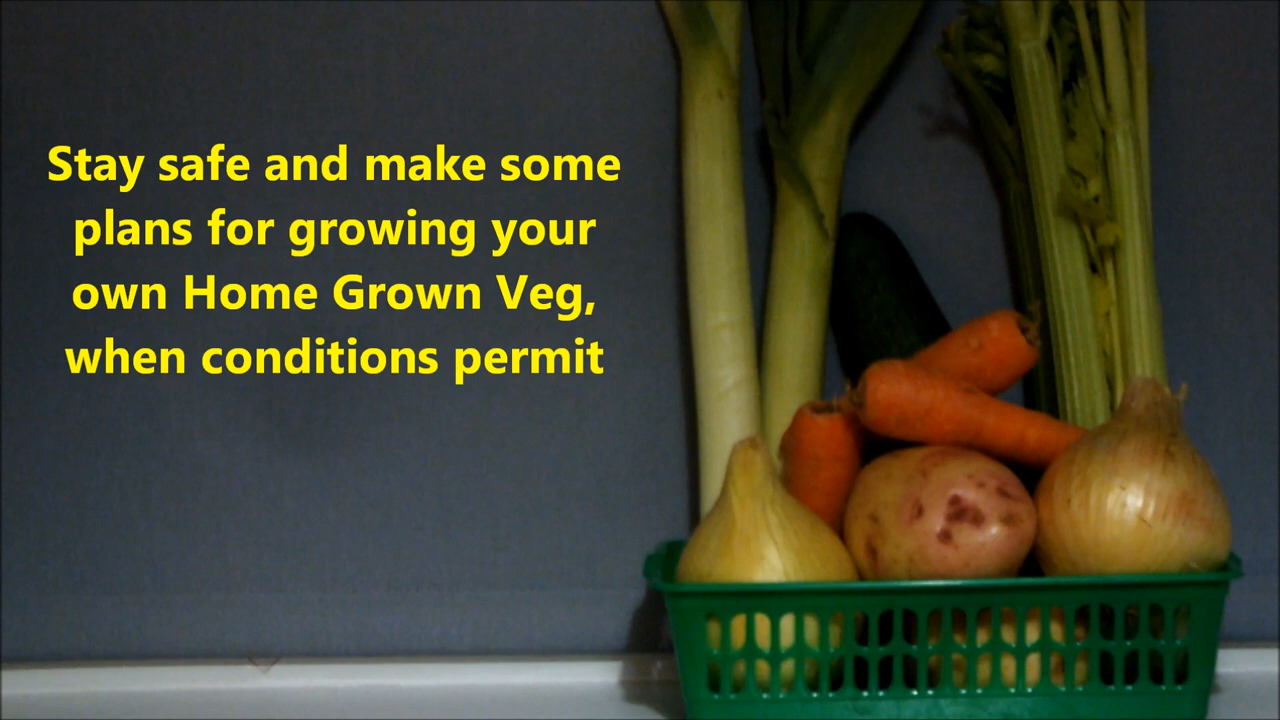 Stay safe and make some
plans for growing your
own Home Grown Veg,
when conditions permit